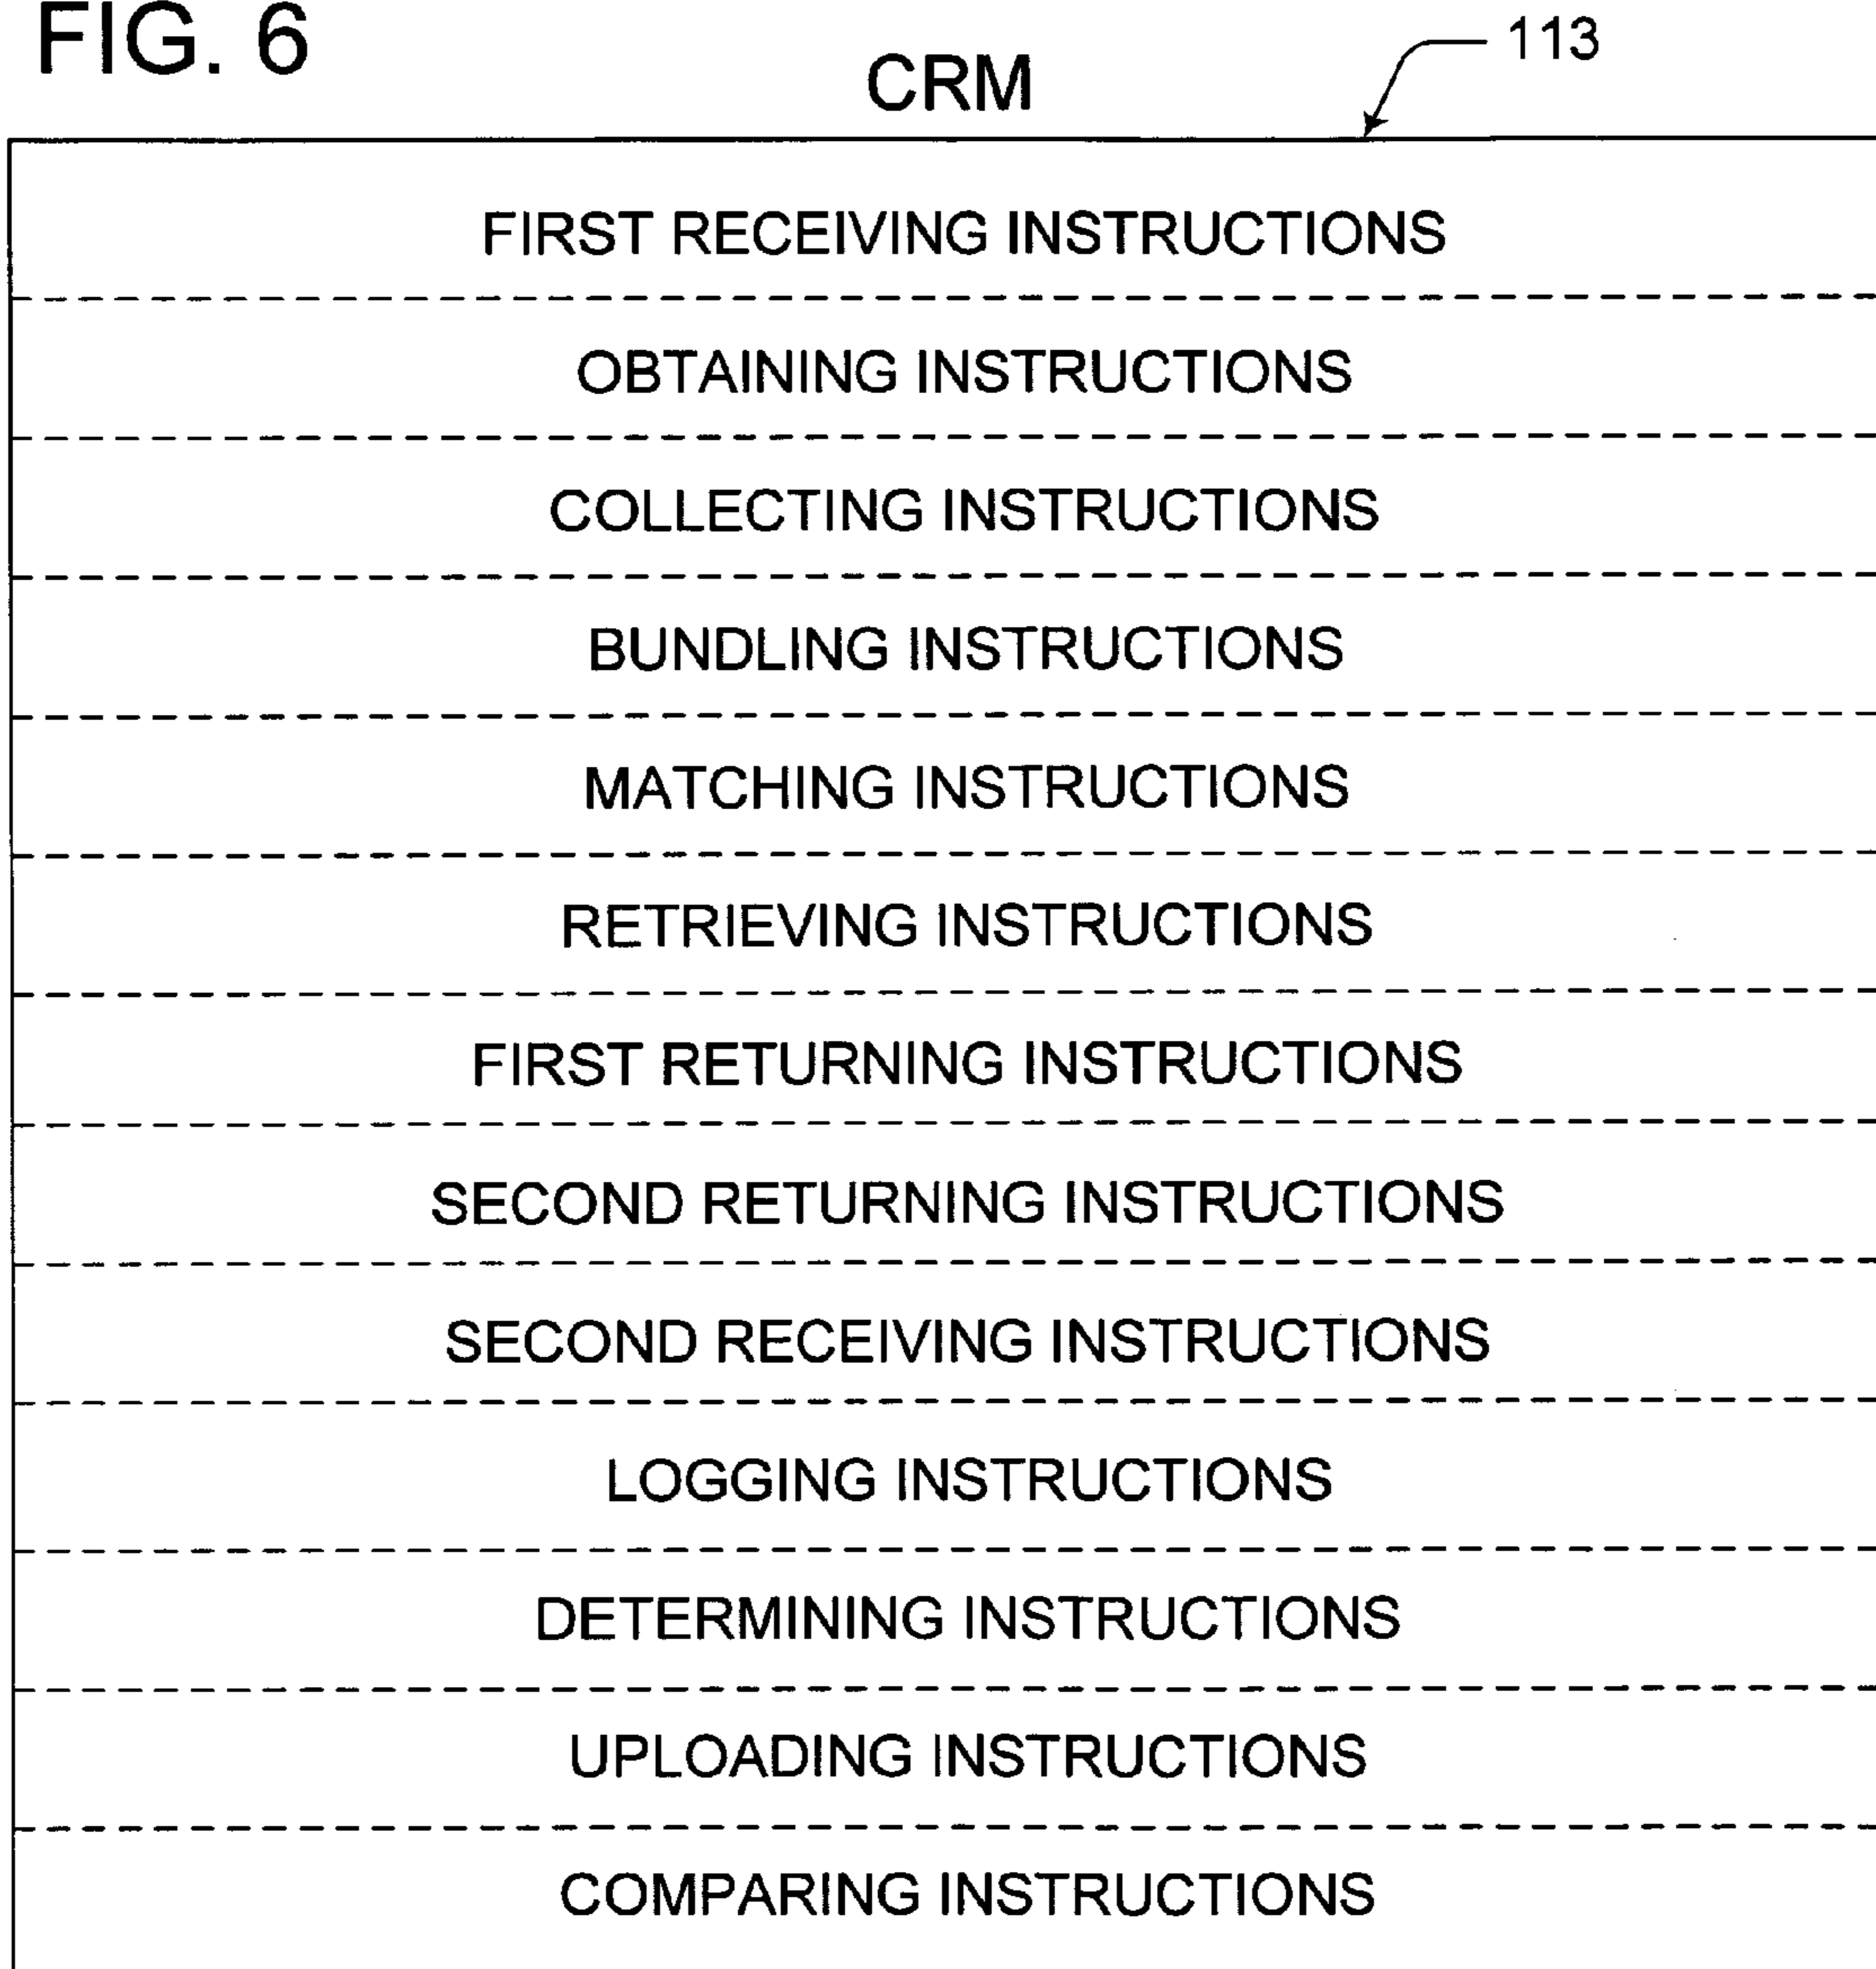 FIG. 6
113
CRM
FIRST RECEIVING INSTRUCTIONS
OBTAINING INSTRUCTIONS
COLLECTING INSTRUCTIONS
BUNDLING INSTRUCTIONS
MATCHING INSTRUCTIONS
RETRIEVING INSTRUCTIONS
FIRST RETURNING INSTRUCTIONS
SECOND RETURNING INSTRUCTIONS
SECOND RECEIVING INSTRUCTIONS
LOGGING INSTRUCTIONS
DETERMINING INSTRUCTIONS
UPLOADING INSTRUCTIONS
COMPARING INSTRUCTIONS